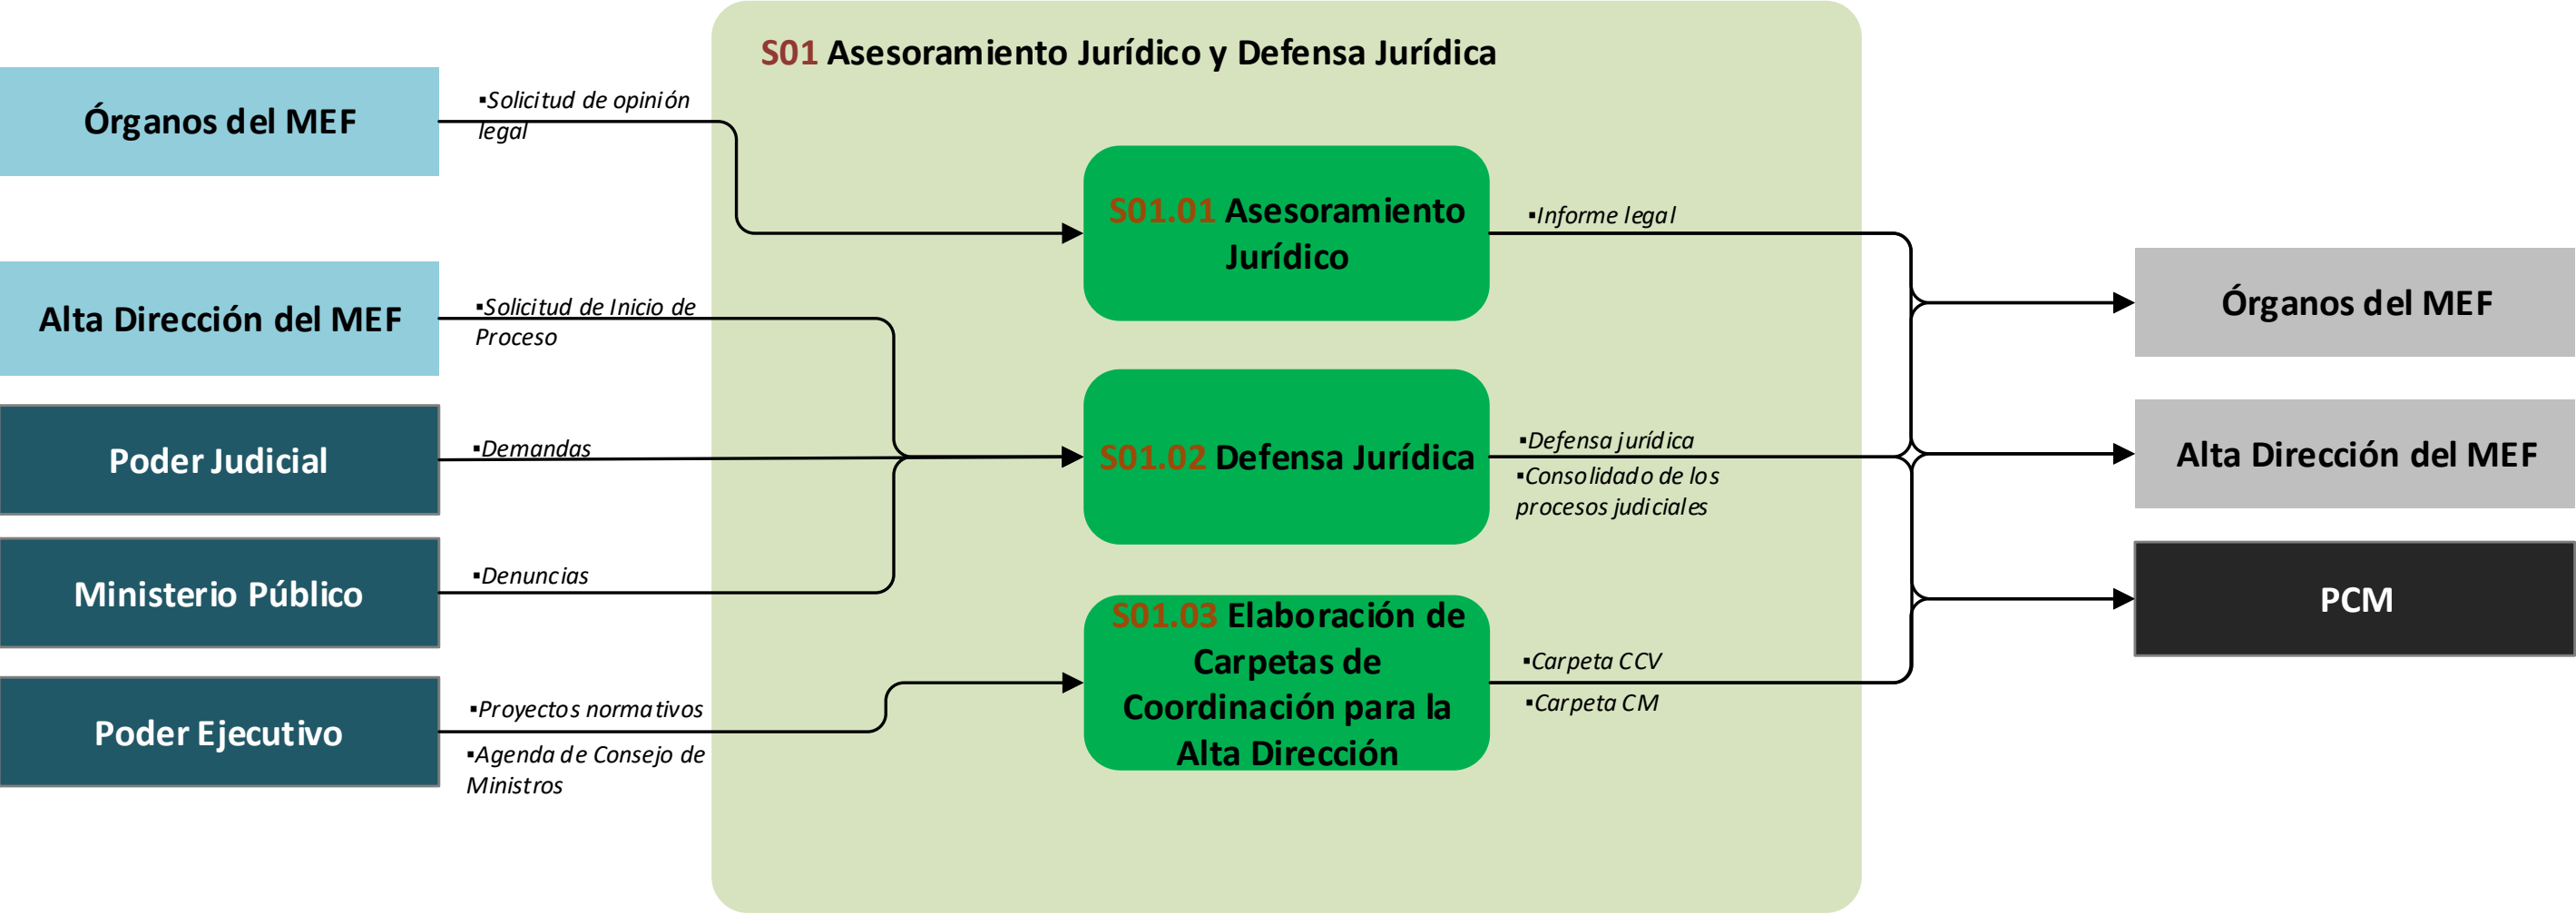 S01 Asesoramiento Jurídico y Defensa Jurídica
Órganos del MEF
▪Solicitud de opinión
legal
S01.01 Asesoramiento
Jurídico
▪Informe legal
Órganos del MEF
Alta Dirección del MEF
▪Solicitud de Inicio de
Proceso
Poder Judicial
▪Demandas
S01.02 Defensa Jurídica
▪Defensa jurídica
▪Consolidado de los
procesos judiciales
Alta Dirección del MEF
Ministerio Público
▪Denuncias
PCM
Poder Ejecutivo
▪Proyectos normativos
▪Agenda de Consejo de
Ministros
S01.03 Elaboración de
Carpetas de
Coordinación para la
Alta Dirección
▪Carpeta CCV
▪Carpeta CM